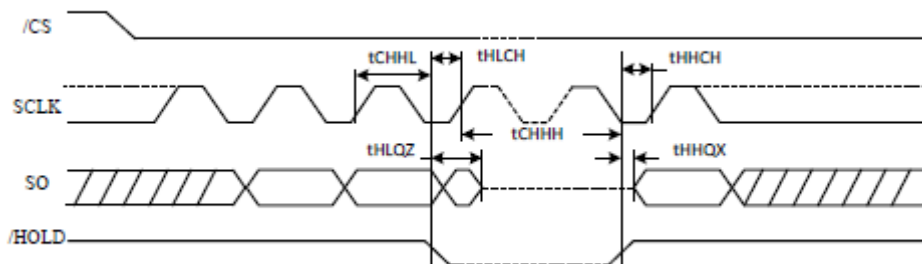 /CS
tCHHL tHLCH tHHCH
SCLK
tCHHH
tHLQZ tHHQX
SO
/HOLD